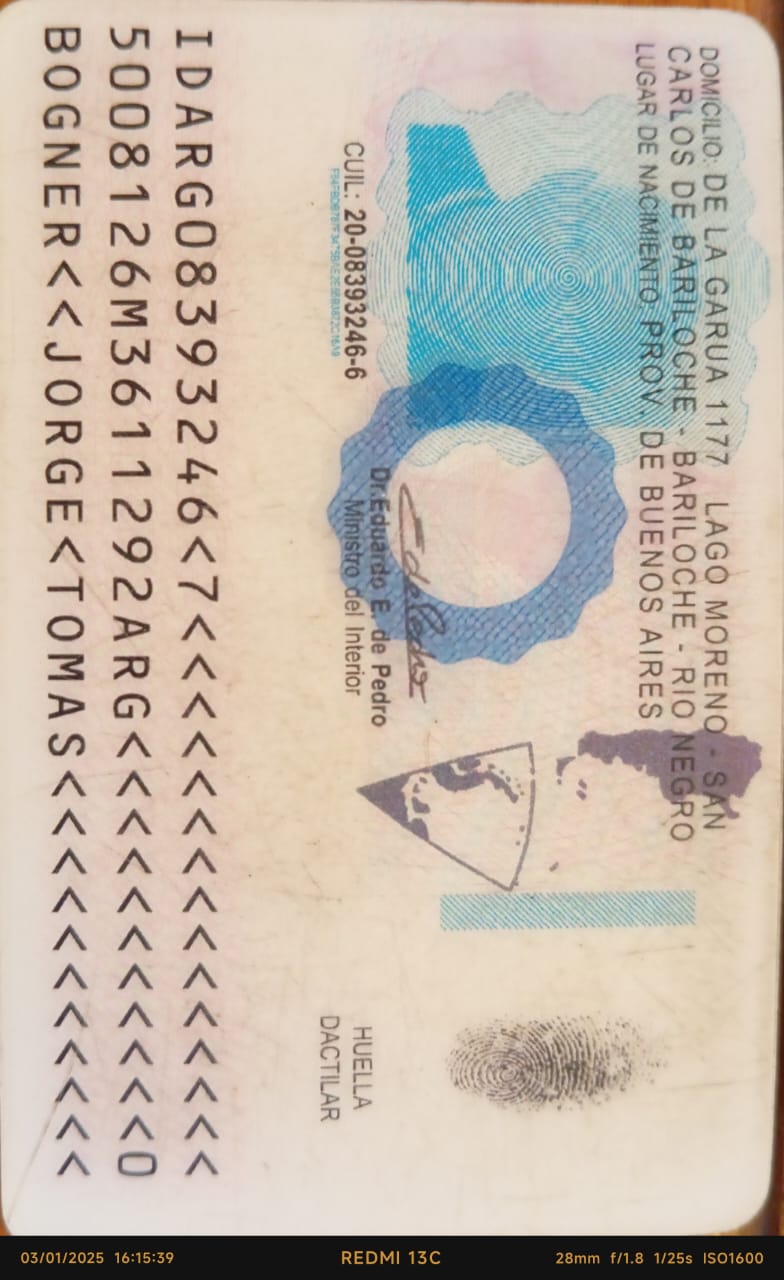 DOMICILIO: DE LA GARUA 1177 LAGO MORENO - SAN
CARLOS DE BARILOCHE - BARILOCHE - RIO NEGRO
LUGAR DE NACIMIENTO: PROV. DE BUENOS AIRES
Dr.Eduardo E. de Pedro
Ministro del Interior
CUIL: 20-08393246-6
HUELLA
DACTILAR
IDARG08393246<7<<<<<<<<<<<<<<<
5008126M3611292ARG<<<<<<<<<<<0
BOGNER<<JORGE<TOMAS<<<<<<<<<<<
03/01/2025 16:15:39
REDMI 13C
28mm f/1.8 1/25s ISO1600